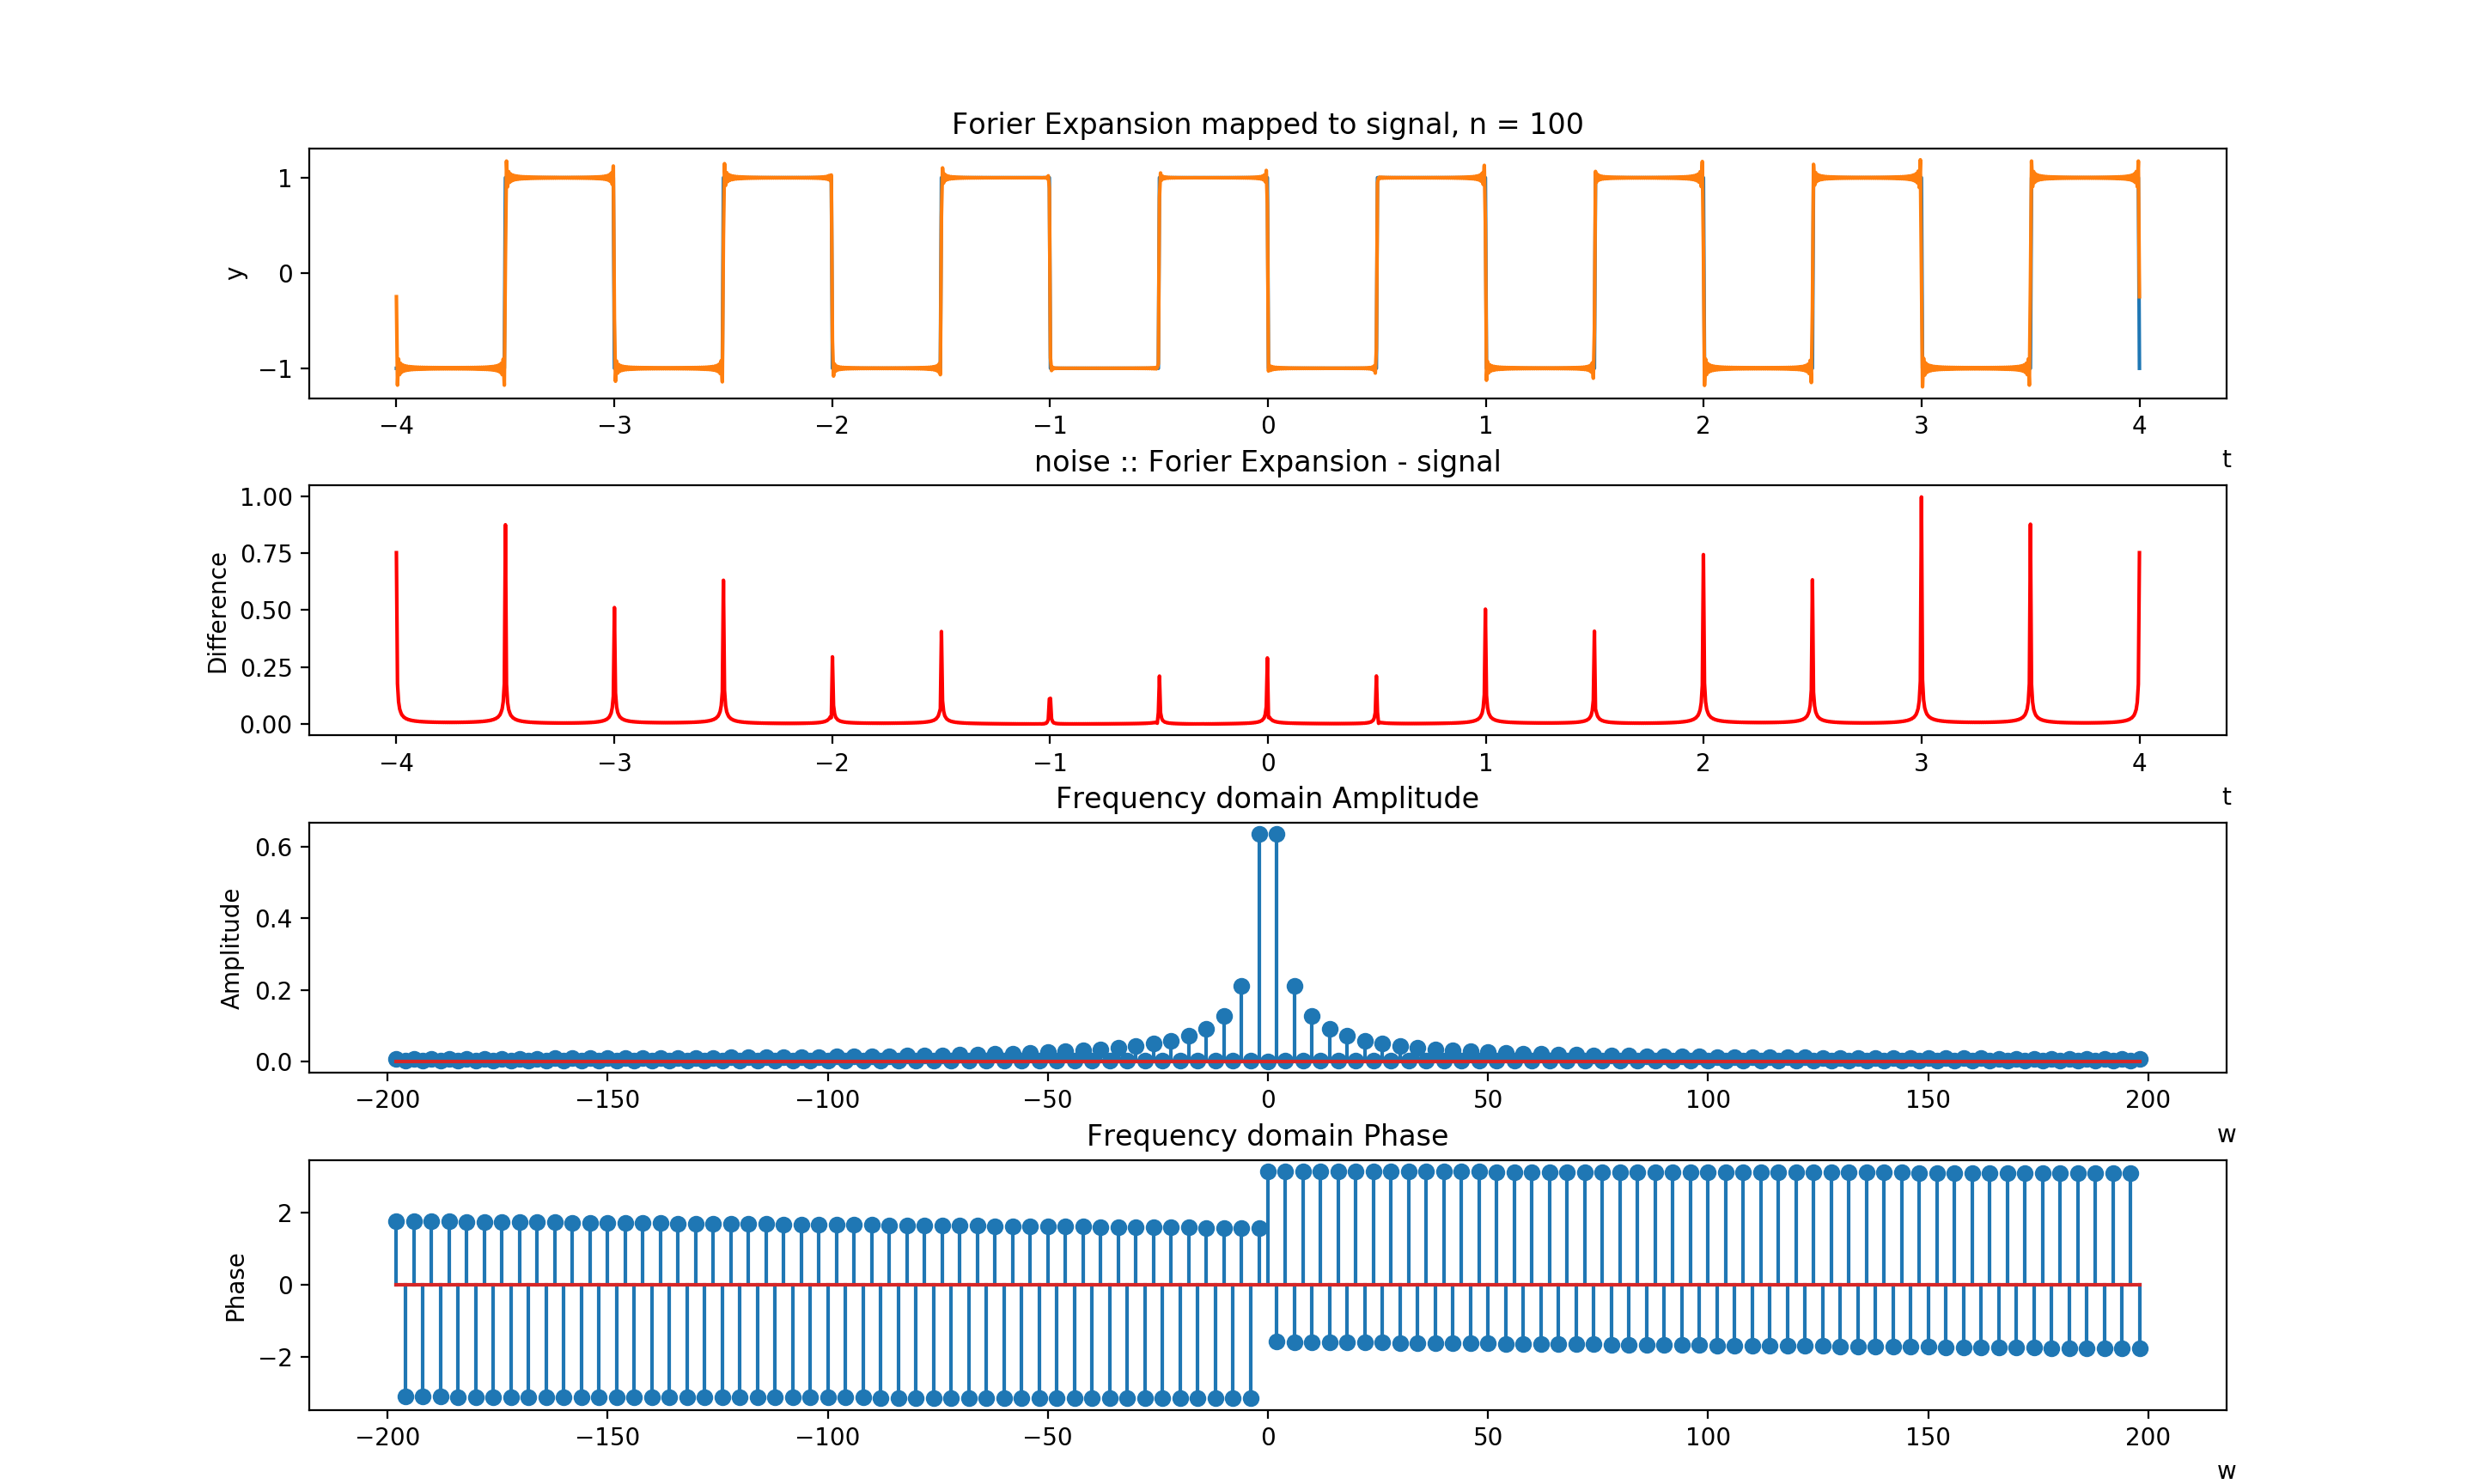 Forier Expansion mapped to signal, n = 100
1
0
−1
y
−4 −3 −2 −1 0 1 2 3 4
t
noise :: Forier Expansion - signal
1.00
0.75
0.50
0.25
0.00
Difference
−4 −3 −2 −1 0 1 2 3 4
t
Frequency domain Amplitude
0.6
0.4
0.2
0.0
Amplitude
−200 −150 −100 −50 0 50 100 150 200
w
Frequency domain Phase
2
0
−2
Phase
−200 −150 −100 −50 0 50 100 150 200
w